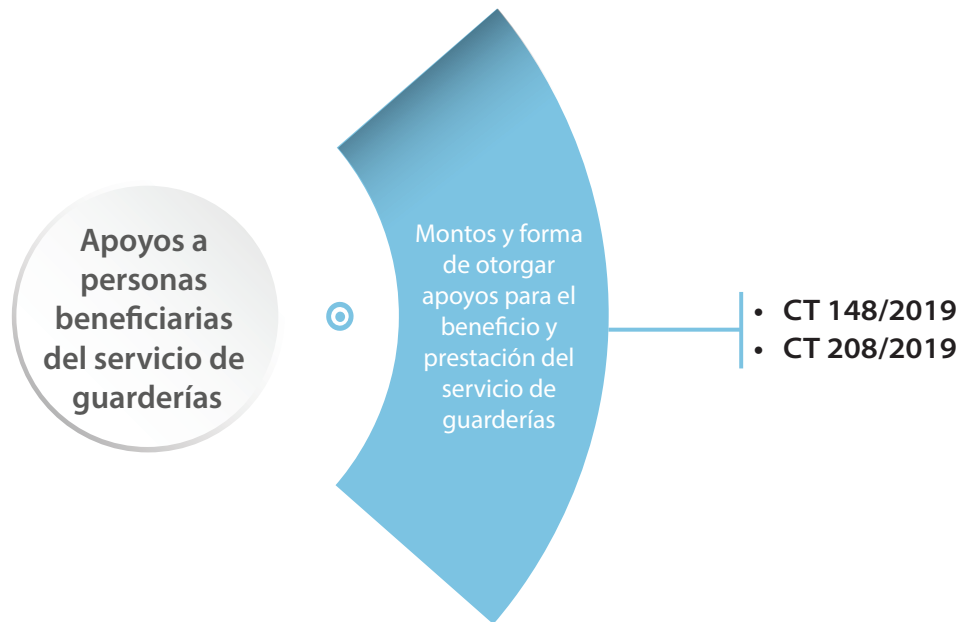 Apoyos a
personas
beneficiarias
del servicio de
guarderías
Montos y forma
de otorgar
apoyos para el
beneficio y
prestación del
servicio de
guarderías
• CT 148/2019
• CT 208/2019